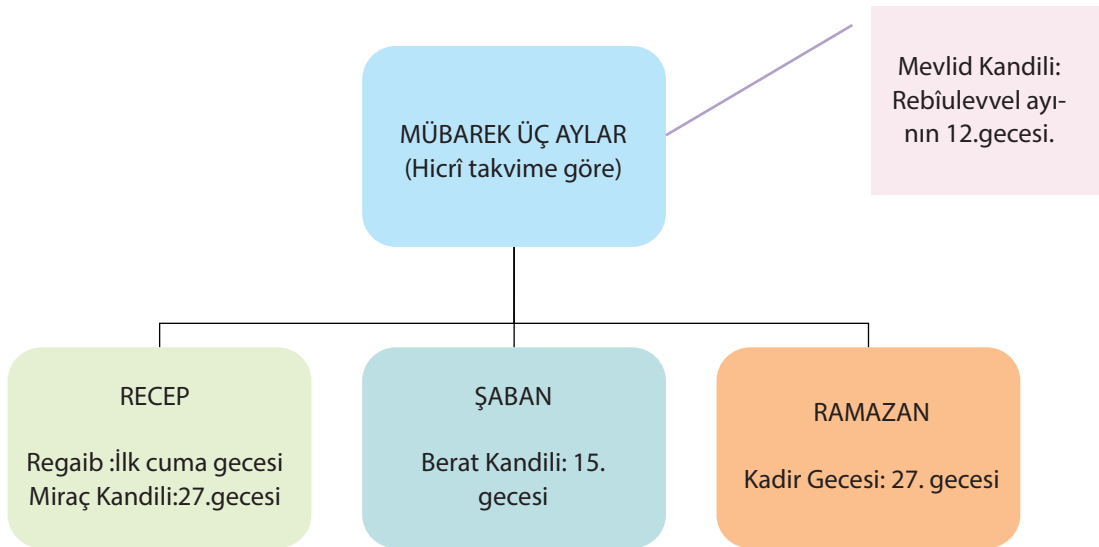 MÜBAREK ÜÇ AYLAR
(Hicrî takvime göre)
Mevlid Kandili:
Rebîulevvel ayı-
nın 12.gecesi.
RECEP
Regaib :İlk cuma gecesi
Miraç Kandili:27.gecesi
ŞABAN
Berat Kandili: 15.
gecesi
RAMAZAN
Kadir Gecesi: 27. gecesi